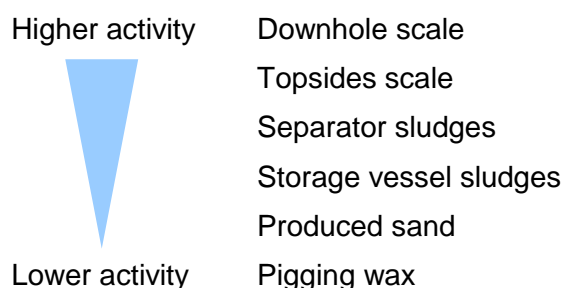 Higher activity Downhole scale
Topsides scale
Separator sludges
Storage vessel sludges
Produced sand
Lower activity Pigging wax